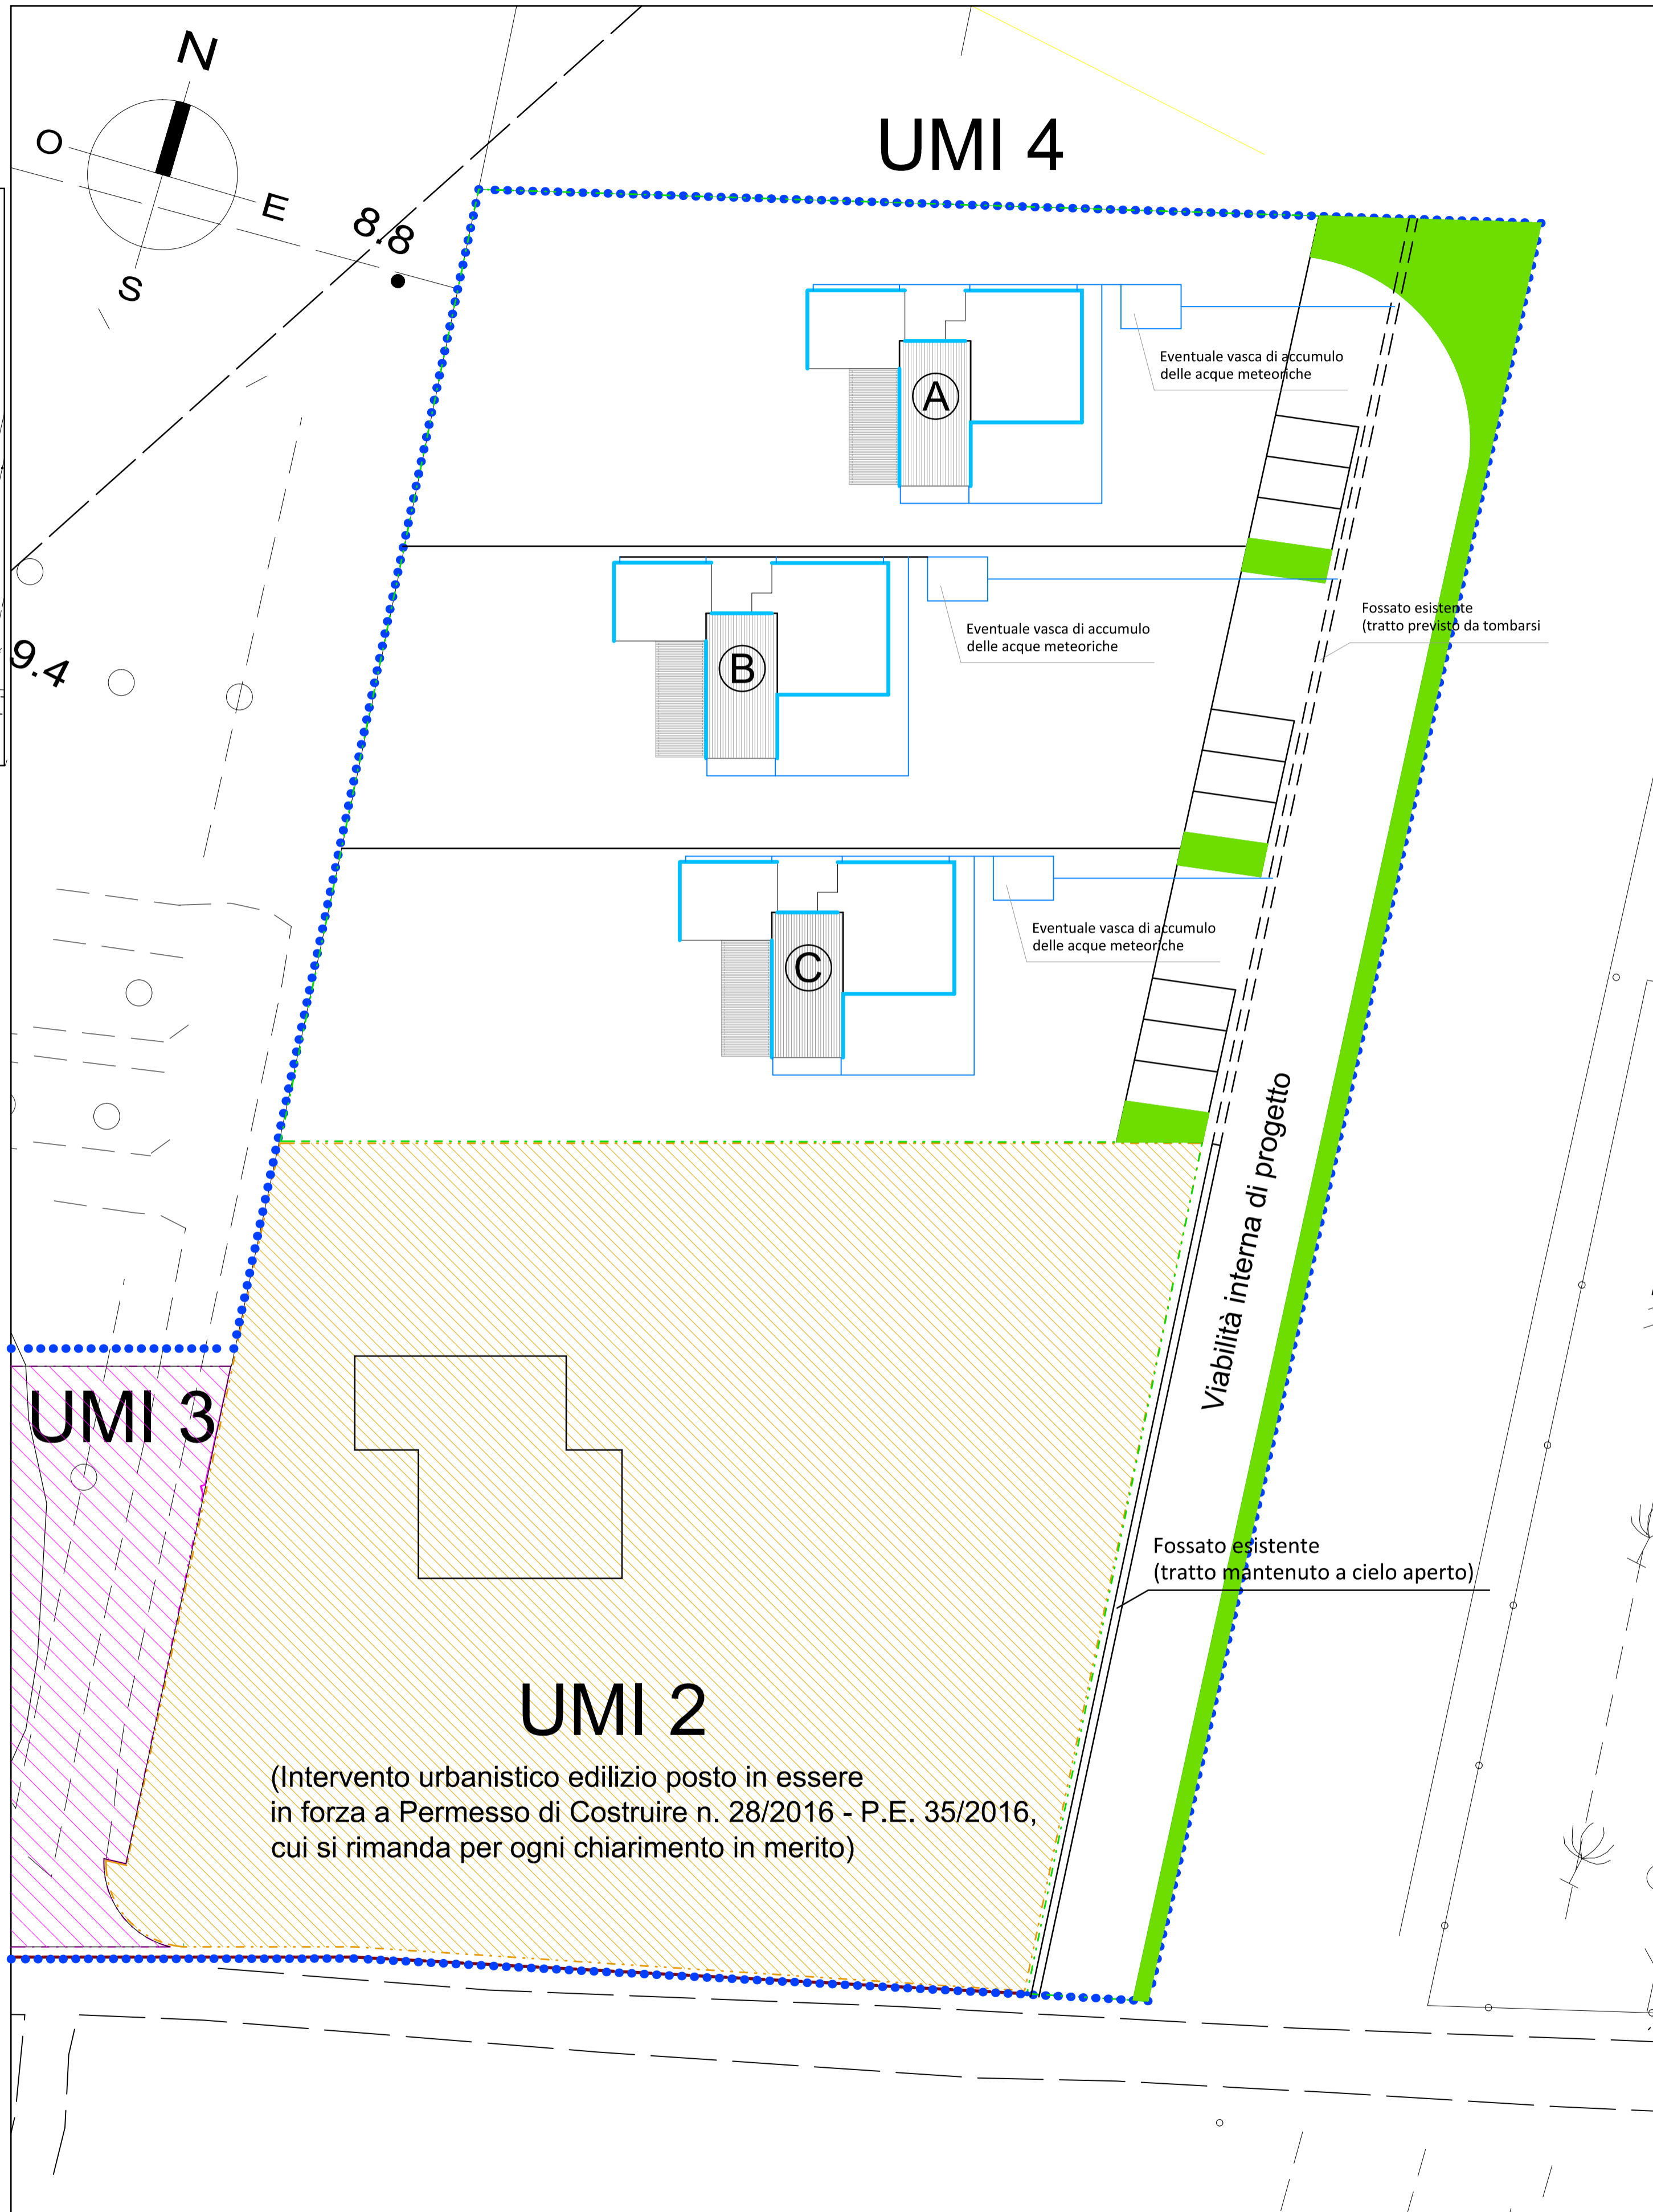 N
O
E
S
8.8
UMI 4
A
Eventuale vasca di accumulo
delle acque meteoriche
B
Eventuale vasca di accumulo
delle acque meteoriche
Fossato esistente
(tratto previsto da tombarsi
9.4
C
Eventuale vasca di accumulo
delle acque meteoriche
Viabilità interna di progetto
UMI 3
Fossato esistente
(tratto mantenuto a cielo aperto)
UMI 2
(Intervento urbanistico edilizio posto in essere
in forza a Permesso di Costruire n. 28/2016 - P.E. 35/2016,
cui si rimanda per ogni chiarimento in merito)